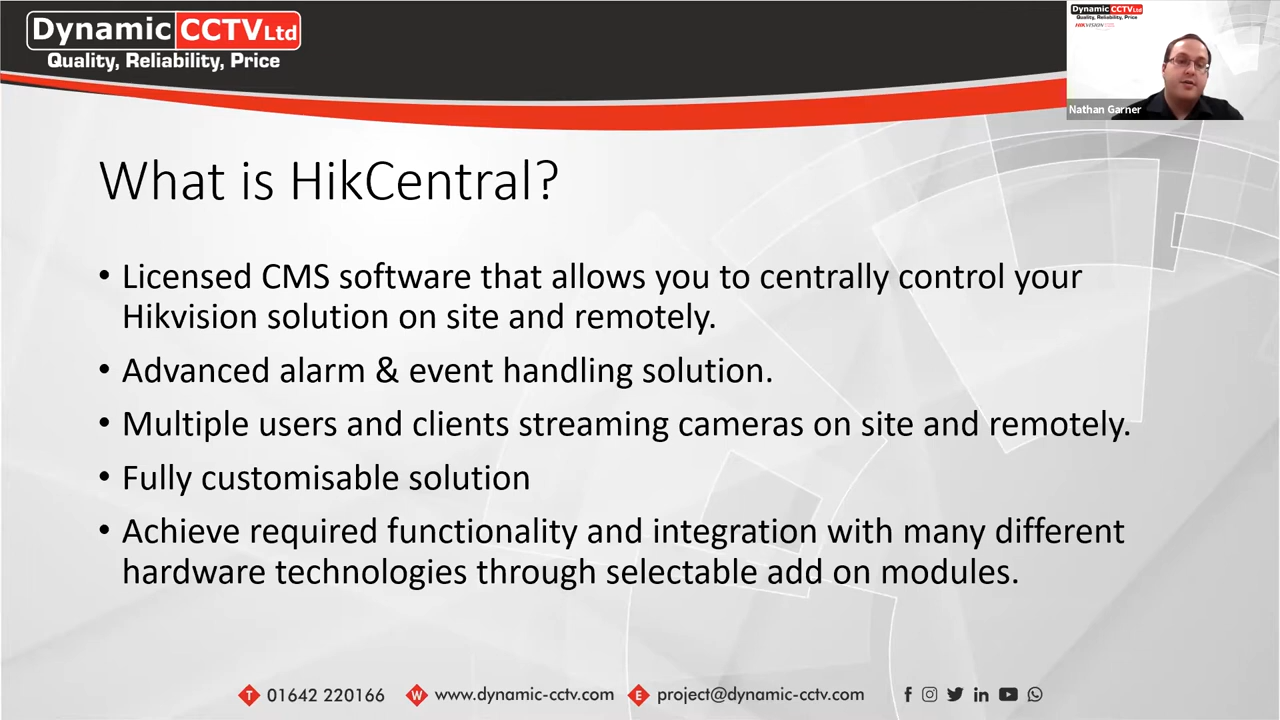 Dynamic CCTV Ltd
Quality, Reliability, Price
Dynamic CCTV Ltd
Quality, Reliability, Price
HIKVISION
Nathan Garner
What is HikCentral?
• Licensed CMS software that allows you to centrally control your
Hikvision solution on site and remotely.
• Advanced alarm & event handling solution.
• Multiple users and clients streaming cameras on site and remotely.
• Fully customisable solution
• Achieve required functionality and integration with many different
hardware technologies through selectable add on modules.
T 01642 220166 W www.dynamic-cctv.com E project@dynamic-cctv.com